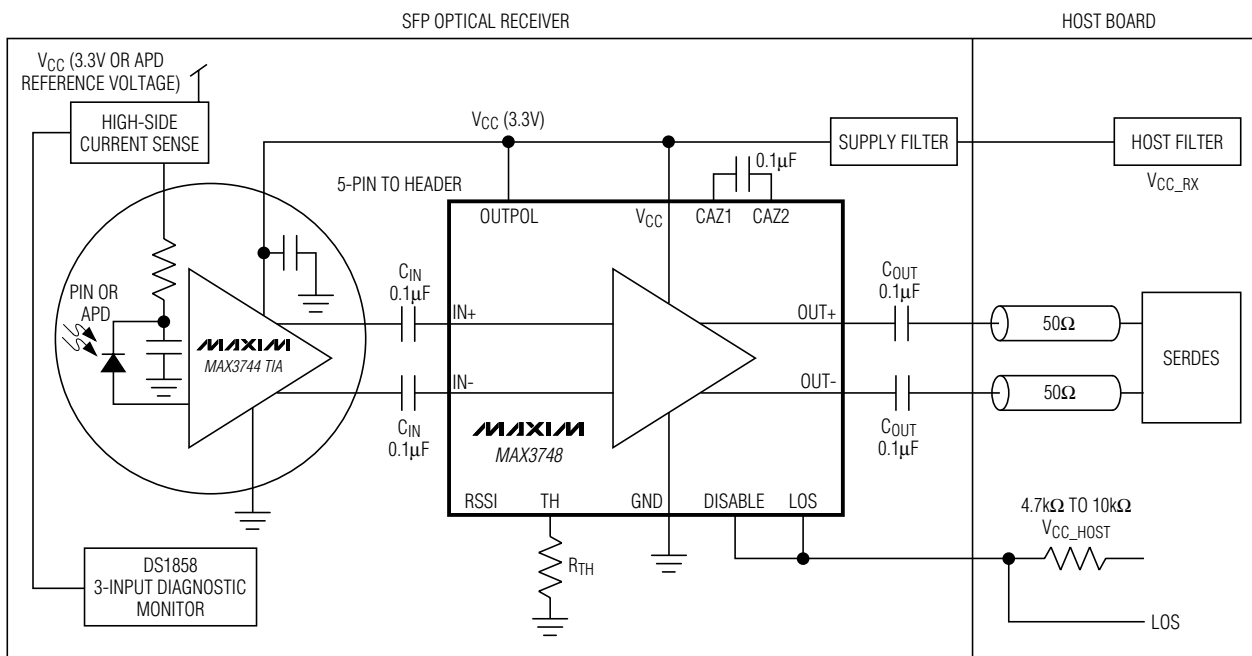 SFP OPTICAL RECEIVER
HOST BOARD
VCC (3.3V OR APD
REFERENCE VOLTAGE)
HIGH-SIDE
CURRENT SENSE
VCC (3.3V)
SUPPLY FILTER
HOST FILTER
VCC_RX
0.1µF
5-PIN TO HEADER
OUTPOL
VCC
CAZ1
CAZ2
PIN OR
APD
MAXIM
MAX3744 TIA
CIN
0.1µF
IN+
OUT+
COUT
0.1µF
50Ω
SERDES
IN-
OUT-
50Ω
CIN
0.1µF
MAXIM
MAX3748
COUT
0.1µF
RSSI
TH
GND
DISABLE
LOS
4.7kΩ TO 10kΩ
VCC_HOST
RTH
DS1858
3-INPUT DIAGNOSTIC
MONITOR
LOS